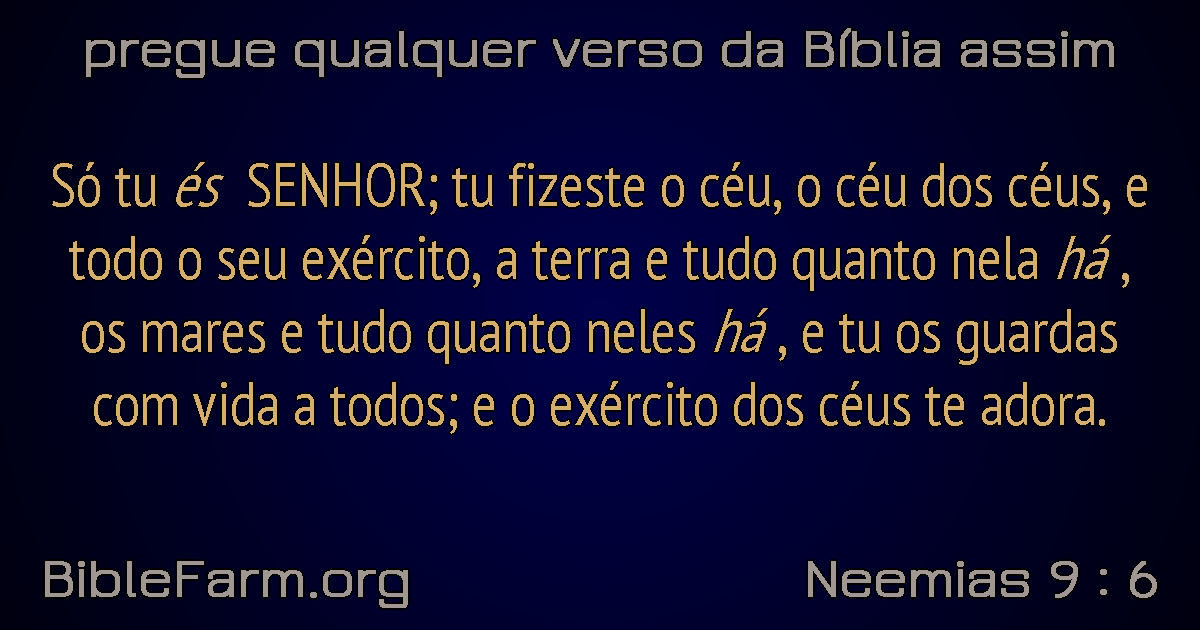 pregue qualquer verso da Bíblia assim
Só tu és SENHOR; tu fizeste o céu, o céu dos céus, e
todo o seu exército, a terra e tudo quanto nela há ,
os mares e tudo quanto neles há , e tu os guardas
com vida a todos; e o exército dos céus te adora.
BibleFarm.org
Neemias 9 : 6